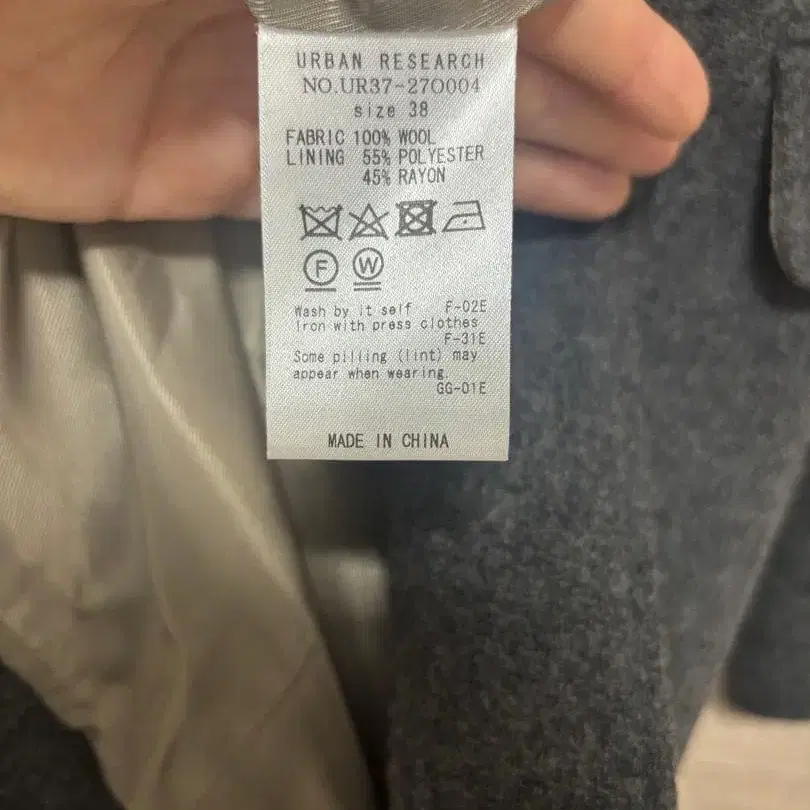 URBAN RESEARCH
NO.UR37-270004
size 38
FABRIC 100% WOOL
LINING 55% POLYESTER
45% RAYON
F W
Wash by it self F-02E
Iron with press clothes
F-31E
Some pilling (lint) may
appear when wearing.
GG-01E
MADE IN CHINA